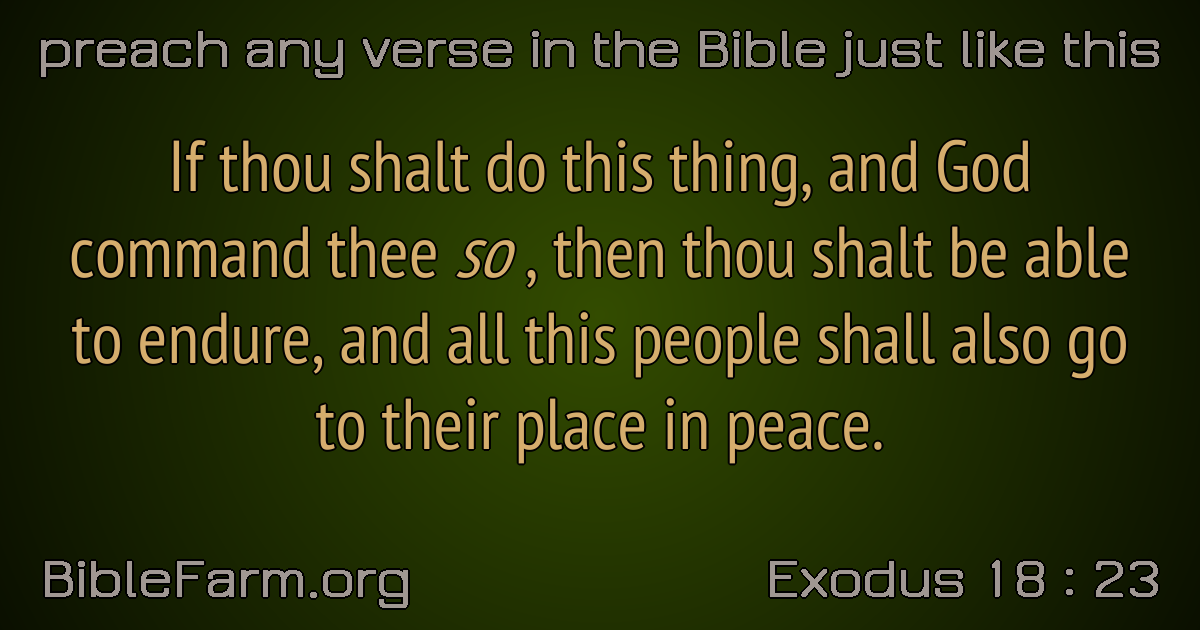 preach any verse in the Bible just like this
If thou shalt do this thing, and God
command thee so , then thou shalt be able
to endure, and all this people shall also go
to their place in peace.
BibleFarm.org
Exodus 18 : 23